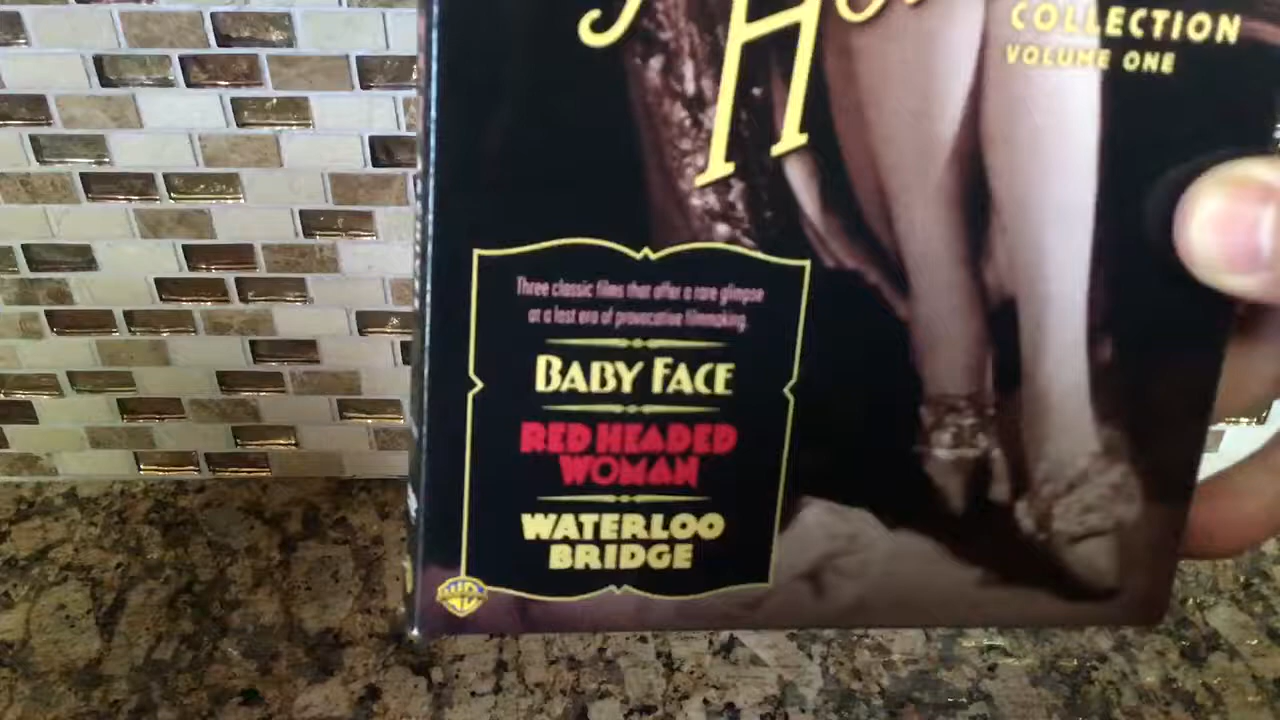 COLLECTION
VOLUME ONE
Three classic films that offer a rare glimpse
at a lost era of provocative filmmaking.
BABY FACE
RED HEADED
WOMAN
WATERLOO
BRIDGE
WB